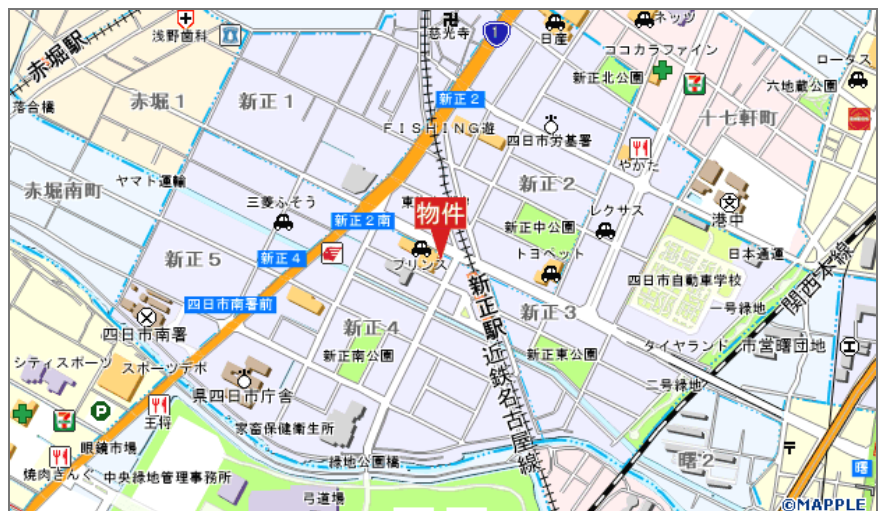 浅野歯科
赤堀駅
落合橋
赤堀1
新正1
赤堀南町
ヤマト運輸
三菱ふそう
新正5
慈光寺
1
日産
ネッツ
ココカラファイン
ロータス
新正北公園
六地蔵公園
新正2
FISHING遊
四日市労基署
やかた
十七軒町
新正2
港中
東
物件
新正2南
新正4
プリンス
新正中公園
レクサス
トヨペット
日本通運
四日市自動車学校
関西本線
一号緑地
四日市南署前
四日市南署
新正4
新正駅
近鉄名古屋線
新正3
新正南公園
新正東公園
タイヤランド
市営曙団地
シティスポーツ
スポーツデポ
県四日市庁舎
二号緑地
王将
家畜保健衛生所
眼鏡市場
緑地公園橋
焼肉きんぐ
中央緑地管理事務所
弓道場
曙2
曙
©MAPPLE